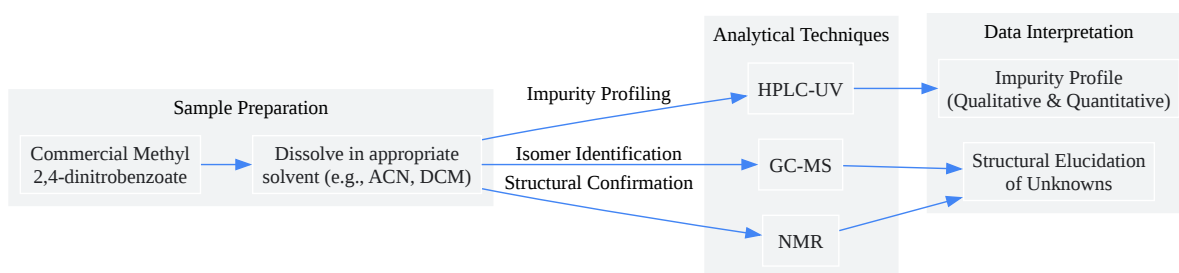 Sample Preparation
Commercial Methyl
2,4-dinitrobenzoate
Dissolve in appropriate
solvent (e.g., ACN, DCM)
Impurity Profiling
Isomer Identification
Structural Confirmation
Analytical Techniques
HPLC-UV
GC-MS
NMR
Data Interpretation
Impurity Profile
(Qualitative & Quantitative)
Structural Elucidation
of Unknowns